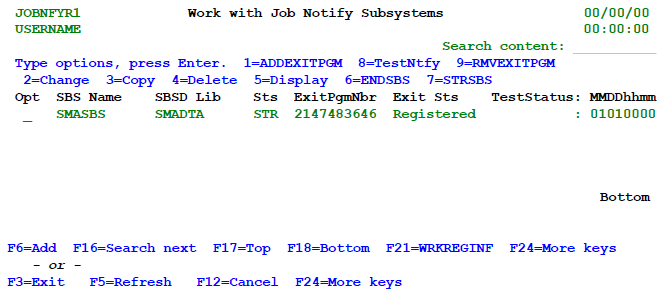 JOBNFYR1 Work with Job Notify Subsystems 00/00/00
USERNAME 00:00:00
Search content: ___________
Type options, press Enter. 1=ADDEXITPGM 8=TestNtfy 9=RMVEXITPGM
2=Change 3=Copy 4=Delete 5=Display 6=ENDSBS 7=STRSBS
Opt SBS Name SBSD Lib Sts ExitPgmNbr Exit Sts TestStatus: MMDDhhmm
_ SMASBS SMADTA STR 2147483646 Registered : 01010000
Bottom
F6=Add F16=Search next F17=Top F18=Bottom F21=WRKREGINF F24=More keys
- or -
F3=Exit F5=Refresh F12=Cancel F24=More keys